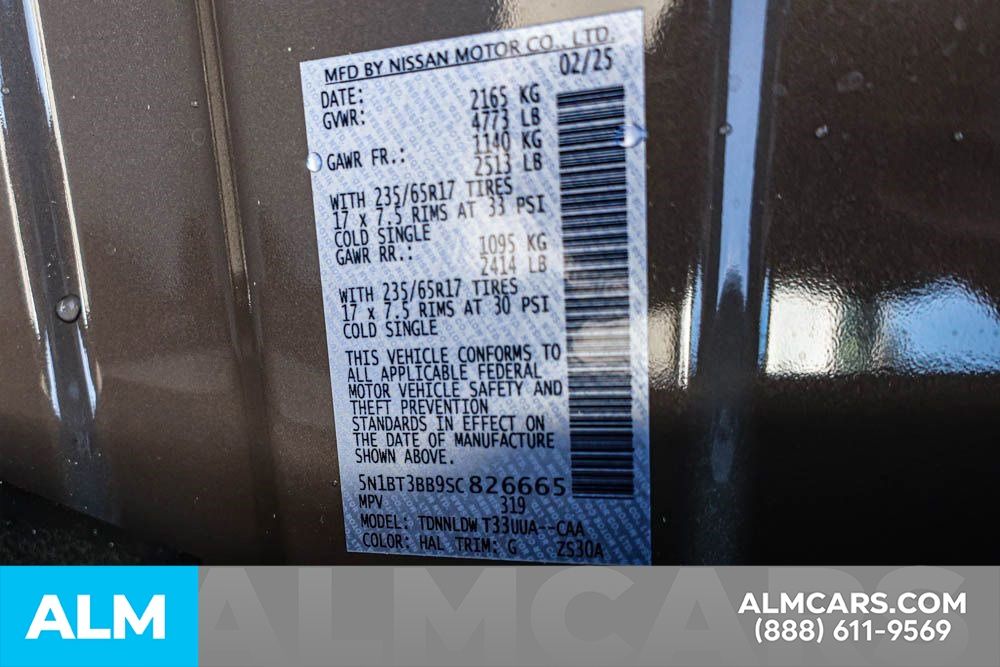 MFD BY NISSAN MOTOR CO., LTD.
DATE: 02/25
GVWR: 2165 KG
4773 LB
GAWR FR.: 1140 KG
2513 LB
WITH 235/65R17 TIRES
17 x 7.5 RIMS AT 33 PSI
COLD SINGLE
GAWR RR.: 1095 KG
2414 LB
WITH 235/65R17 TIRES
17 x 7.5 RIMS AT 30 PSI
COLD SINGLE
THIS VEHICLE CONFORMS TO
ALL APPLICABLE FEDERAL
MOTOR VEHICLE SAFETY AND
THEFT PREVENTION
STANDARDS IN EFFECT ON
THE DATE OF MANUFACTURE
SHOWN ABOVE.
5N1BT3BB9SC826665
MPV 319
MODEL: TDNNLDW T33UUA--CAA
COLOR: HAL TRIM: G ZS30A
ALM
ALMCARS
ALMCARS.COM
(888) 611-9569